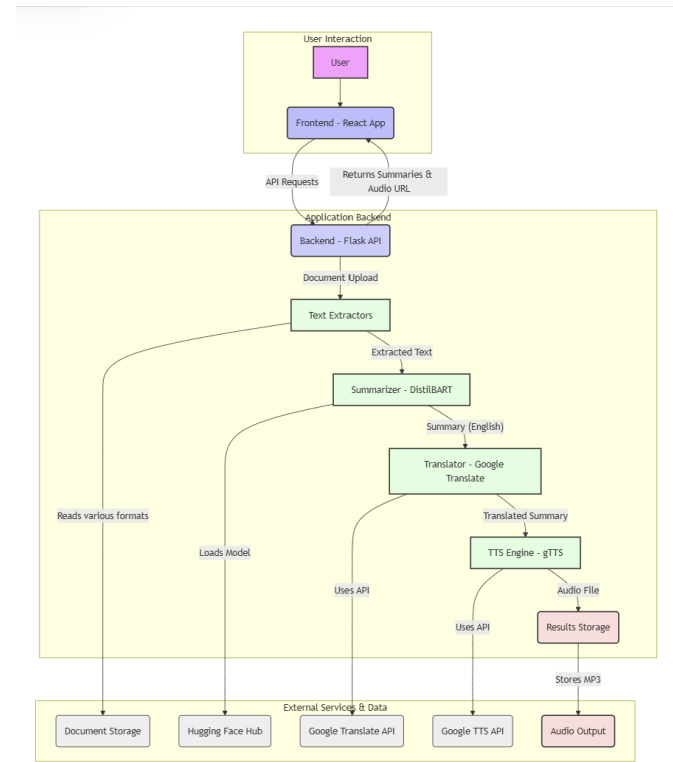 User Interaction
User
Frontend - React App
API Requests
Returns Summaries &
Audio URL
Application Backend
Backend - Flask API
Document Upload
Text Extractors
Extracted Text
Summarizer - DistilBART
Summary (English)
Translator - Google
Translate
Reads various formats
Translated Summary
Loads Model
TTS Engine - gTTS
Uses API
Audio File
Uses API
Results Storage
Stores MP3
External Services & Data
Document Storage
Hugging Face Hub
Google Translate API
Google TTS API
Audio Output